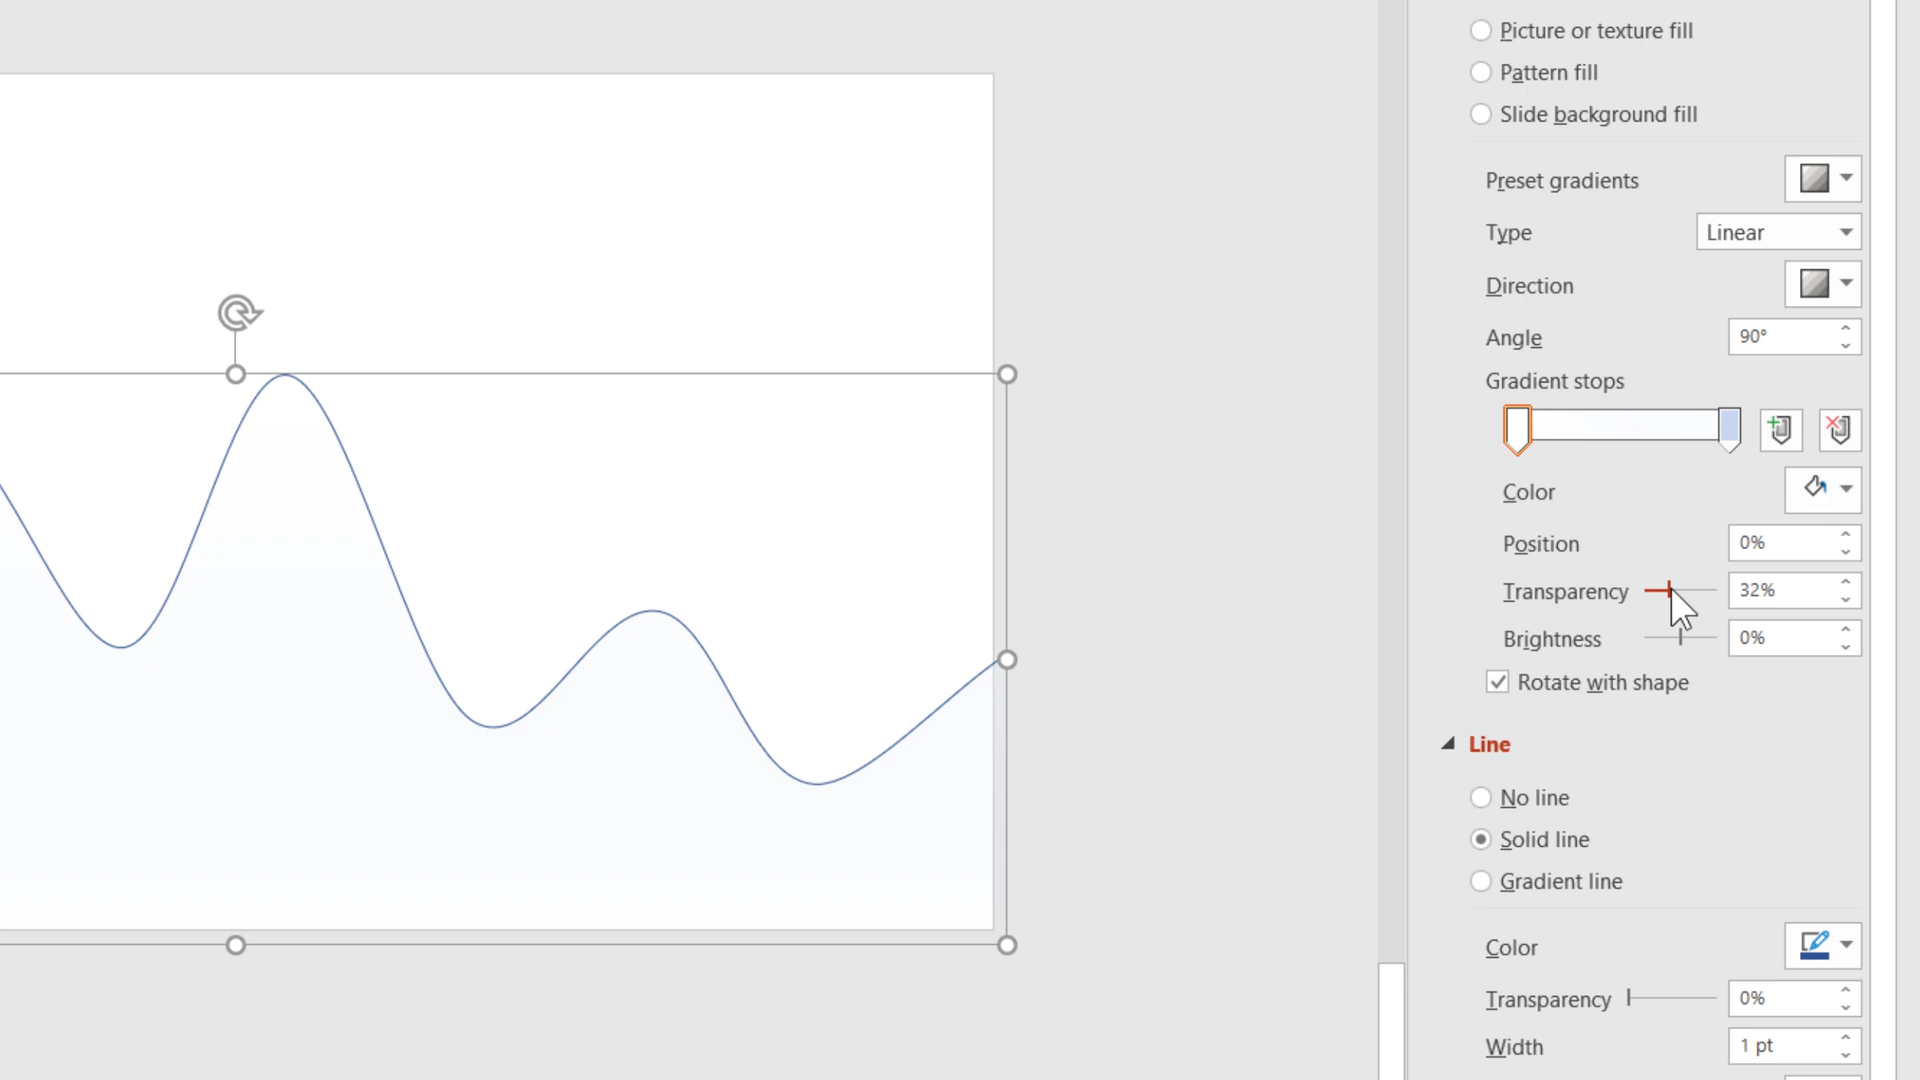 Picture or texture fill
Pattern fill
Slide background fill
Preset gradients
Type Linear
Direction
Angle 90°
Gradient stops
Color
Position 0%
Transparency 32%
Brightness 0%
Rotate with shape
Line
No line
Solid line
Gradient line
Color
Transparency 0%
Width 1 pt